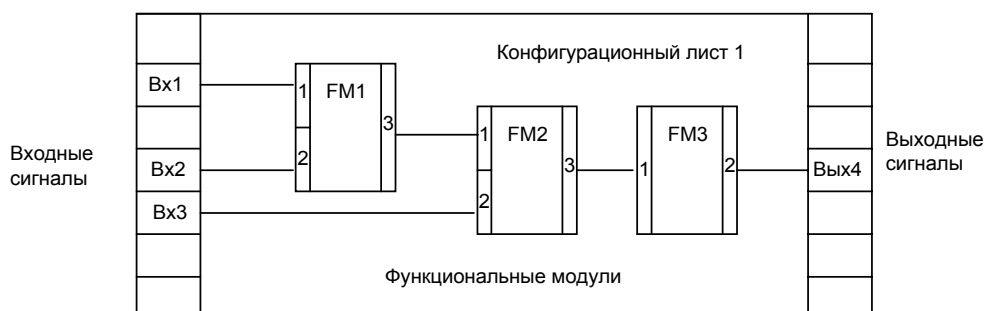 Конфигурационный лист 1
Вх1
1
FM1
3
2
Входные
сигналы
Вх2
Вх3
1
FM2
3
2
1
FM3
2
Вых4
Выходные
сигналы
Функциональные модули